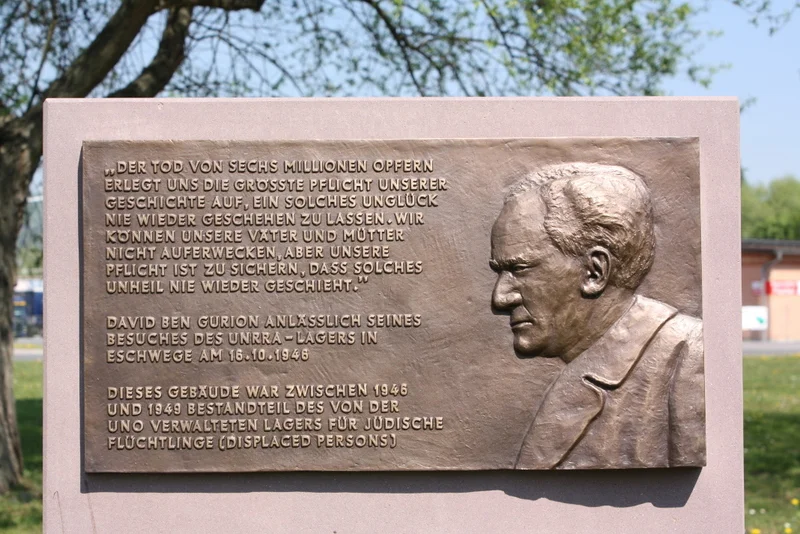 „DER TOD VON SECHS MILLIONEN OPFERN
ERLEGT UNS DIE GRÖSSTE PFLICHT UNSERER
GESCHICHTE AUF, EIN SOLCHES UNGLÜCK
NIE WIEDER GESCHEHEN ZU LASSEN. WIR
KÖNNEN UNSERE VÄTER UND MÜTTER
NICHT AUFERWECKEN, ABER UNSERE
PFLICHT IST ZU SICHERN, DASS SOLCHES
UNHEIL NIE WIEDER GESCHIEHT.“
DAVID BEN GURION ANLÄSSLICH SEINES
BESUCHES DES UNRRA-LAGERS IN
ESCHWEGE AM 16.10.1946
DIESES GEBÄUDE WAR ZWISCHEN 1946
UND 1949 BESTANDTEIL DES VON DER
UNO VERWALTETEN LAGERS FÜR JÜDISCHE
FLÜCHTLINGE (DISPLACED PERSONS)